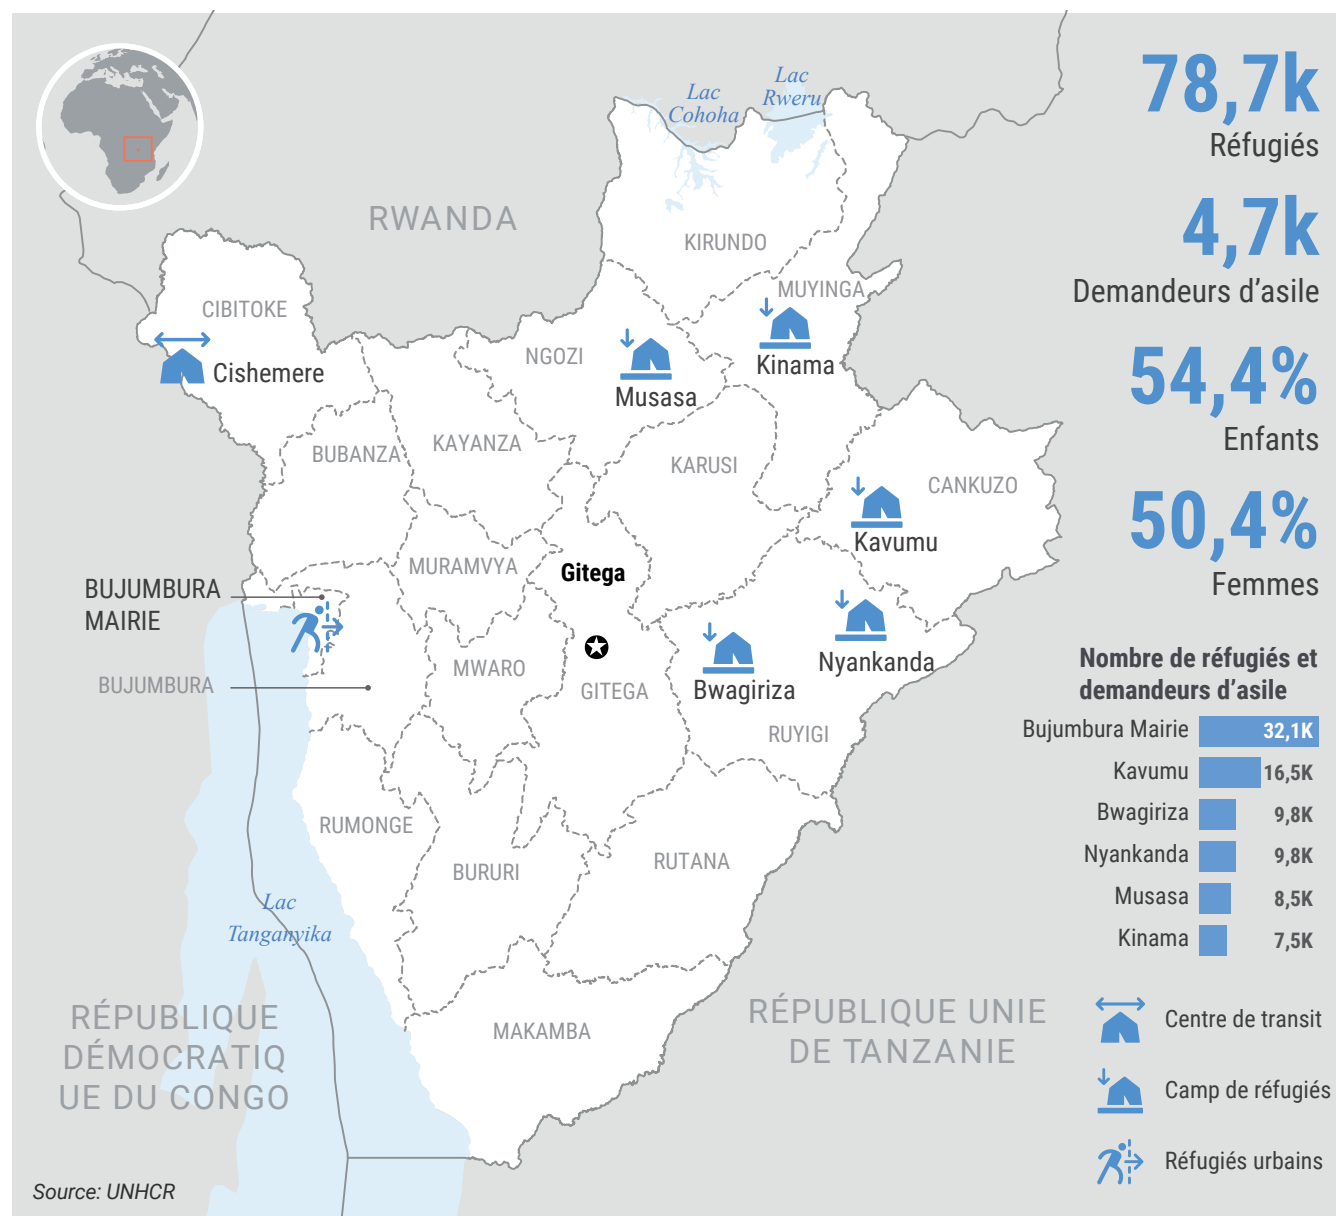 78,7k
Réfugiés
4,7k
Demandeurs d’asile
54,4%
Enfants
50,4%
Femmes
Nombre de réfugiés et
demandeurs d’asile
Bujumbura Mairie 32,1K
Kavumu 16,5K
Bwagiriza 9,8K
Nyankanda 9,8K
Musasa 8,5K
Kinama 7,5K
Centre de transit
Camp de réfugiés
Réfugiés urbains
Lac
Rweru
Lac
Cohoha
RWANDA
KIRUNDO
MUYINGA
CIBITOKE
Kinama
NGOZI
Cishemere
Musasa
KAYANZA
BUBANZA
KARUSI
CANKUZO
Kavumu
MURAMVYA
Gitega
BUJUMBURA
MAIRIE
Nyankanda
MWARO
BUJUMBURA
GITEGA
Bwagiriza
RUYIGI
RUMONGE
RUTANA
BURURI
Lac
Tanganyika
MAKAMBA
RÉPUBLIQUE
DÉMOCRATIQ
UE DU CONGO
RÉPUBLIQUE UNIE
DE TANZANIE
Source: UNHCR